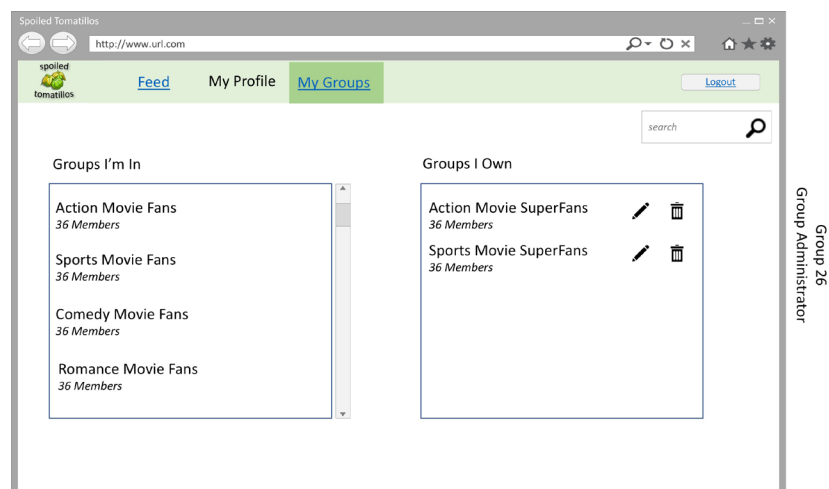 Spoiled Tomatillos
http://www.url.com
spoiled
tomatillos
Feed
My Profile
My Groups
Logout
search
Groups I'm In
Action Movie Fans
36 Members
Sports Movie Fans
36 Members
Comedy Movie Fans
36 Members
Romance Movie Fans
36 Members
Groups I Own
Action Movie SuperFans
36 Members
Sports Movie SuperFans
36 Members
Group 26
Group Administrator